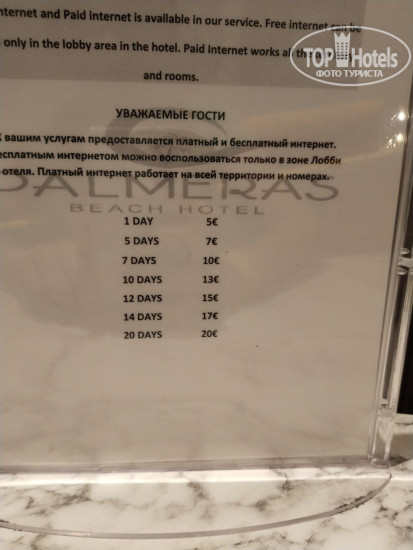 nternet and Paid Internet is available in our service. Free internet can be
only in the lobby area in the hotel. Paid Internet works all the
and rooms.
TOP Hotels
ФОТО ТУРИСТА
УВАЖАЕМЫЕ ГОСТИ
К вашим услугам предоставляется платный и бесплатный интернет.
есплатным интернетом можно воспользоваться только в зоне Лобби
отеля. Платный интернет работает на всей территории и номерах.
PALMERAS
BEACH HOTEL
1 DAY 5€
5 DAYS 7€
7 DAYS 10€
10 DAYS 13€
12 DAYS 15€
14 DAYS 17€
20 DAYS 20€